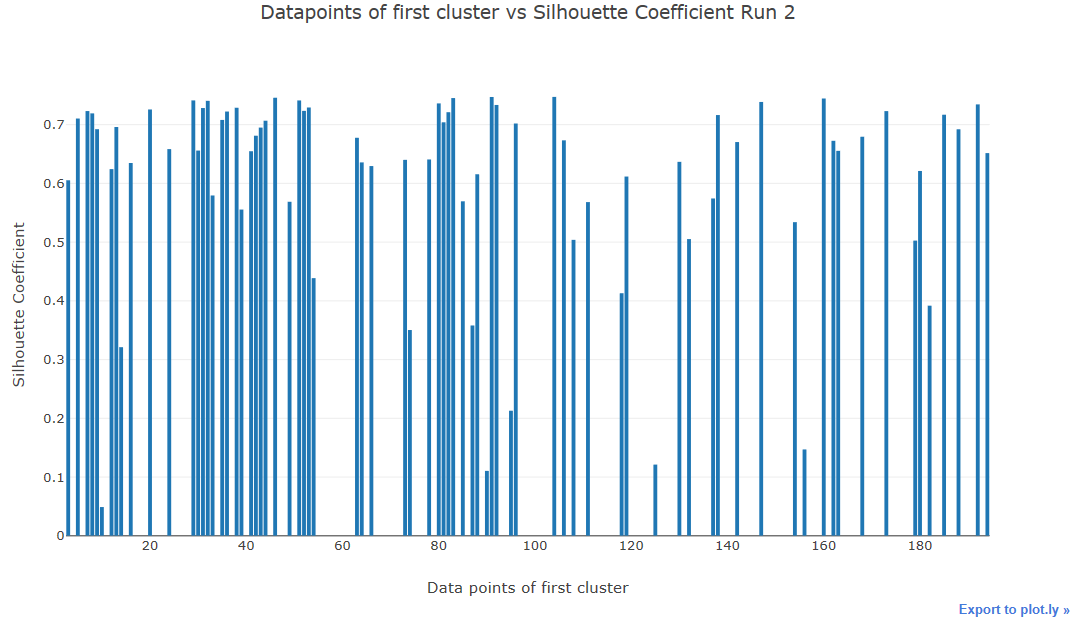 Datapoints of first cluster vs Silhouette Coefficient Run 2
Silhouette Coefficient
0.7
0.6
0.5
0.4
0.3
0.2
0.1
0
20 40 60 80 100 120 140 160 180
Data points of first cluster
Export to plot.ly »